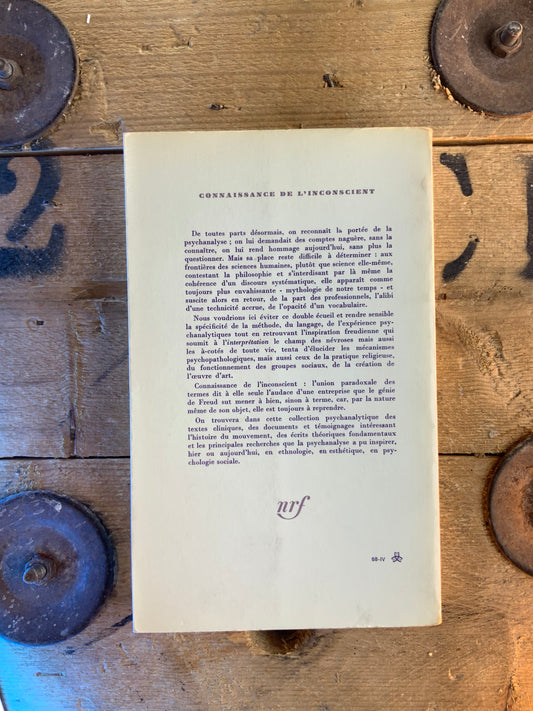 CONNAISSANCE DE L'INCONSCIENT
De toutes parts désormais, on reconnaît la portée de la
psychanalyse ; on lui demandait des comptes naguère, sans la
connaître, on lui rend hommage aujourd'hui, sans plus la
questionner. Mais sa place reste difficile à déterminer : aux
frontières des sciences humaines, plutôt que science elle-même,
contestant la philosophie et s'interdisant par là même la
cohérence d'un discours systématique, elle apparaît comme
toujours plus envahissante - mythologie de notre temps - et
suscite alors en retour, de la part des professionnels, l'alibi
d'une technicité accrue, de l'opacité d'un vocabulaire.
Nous voudrions ici éviter ce double écueil et rendre sensible
la spécificité de la méthode, du langage, de l'expérience psy-
chanalytiques tout en retrouvant l'inspiration freudienne qui
soumit à l'interprétation le champ des névroses mais aussi
les à-cotés de toute vie, tenta d'élucider les mécanismes
psychopathologiques, mais aussi ceux de la pratique religieuse,
du fonctionnement des groupes sociaux, de la création de
l'œuvre d'art.
Connaissance de l'inconscient : l'union paradoxale des
termes dit à elle seule l'audace d'une entreprise que le génie
de Freud sut mener à bien, sinon à terme, car, par la nature
même de son objet, elle est toujours à reprendre.
On trouvera dans cette collection psychanalytique des
textes cliniques, des documents et témoignages intéressant
l'histoire du mouvement, des écrits théoriques fondamentaux
et les principales recherches que la psychanalyse a pu inspirer,
hier ou aujourd'hui, en ethnologie, en esthétique, en psy-
chologie sociale.
nrf
68-IV